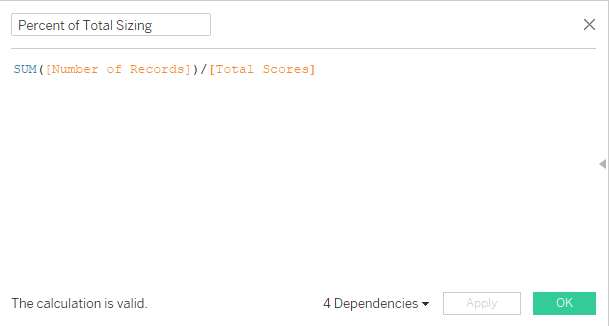 Percent of Total Sizing
SUM([Number of Records])/[Total Scores]
The calculation is valid.
4 Dependencies
Apply
OK